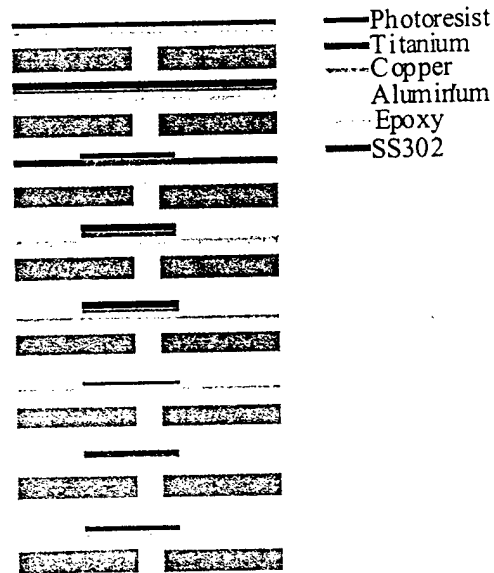 Photoresist
Titanium
Copper
Aluminum
Epoxy
SS302